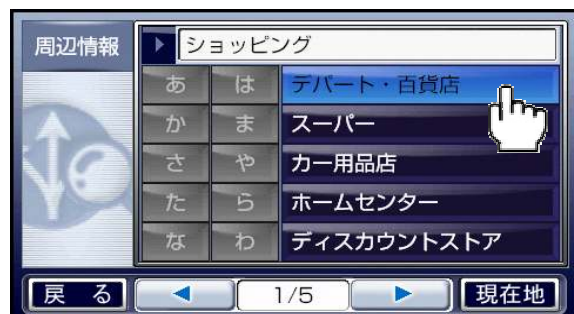 周辺情報
ショッピング
あ は デパート・百貨店
か ま スーパー
さ や カー用品店
た ら ホームセンター
な わ ディスカウントストア
戻る 1/5 現在地